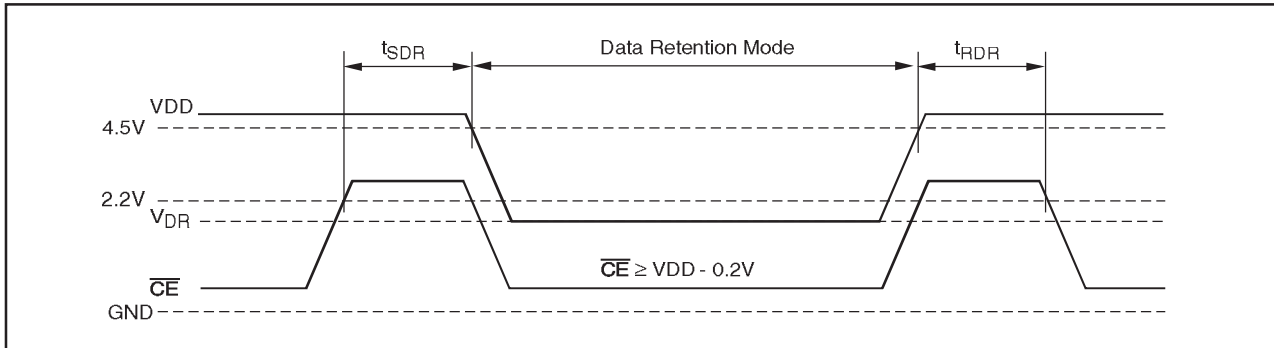 tSDR
Data Retention Mode
tRDR
VDD
4.5V
2.2V
VDR
CE ≥ VDD - 0.2V
CE
GND